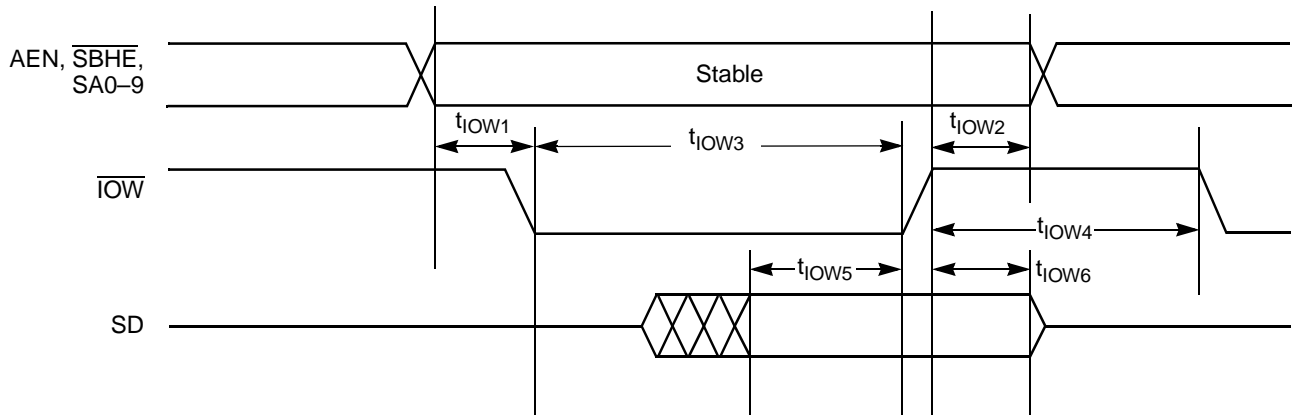 AEN, SBHE,
SA0–9
Stable
tIOW1
tIOW3
tIOW2
IOW
tIOW4
tIOW5
tIOW6
SD